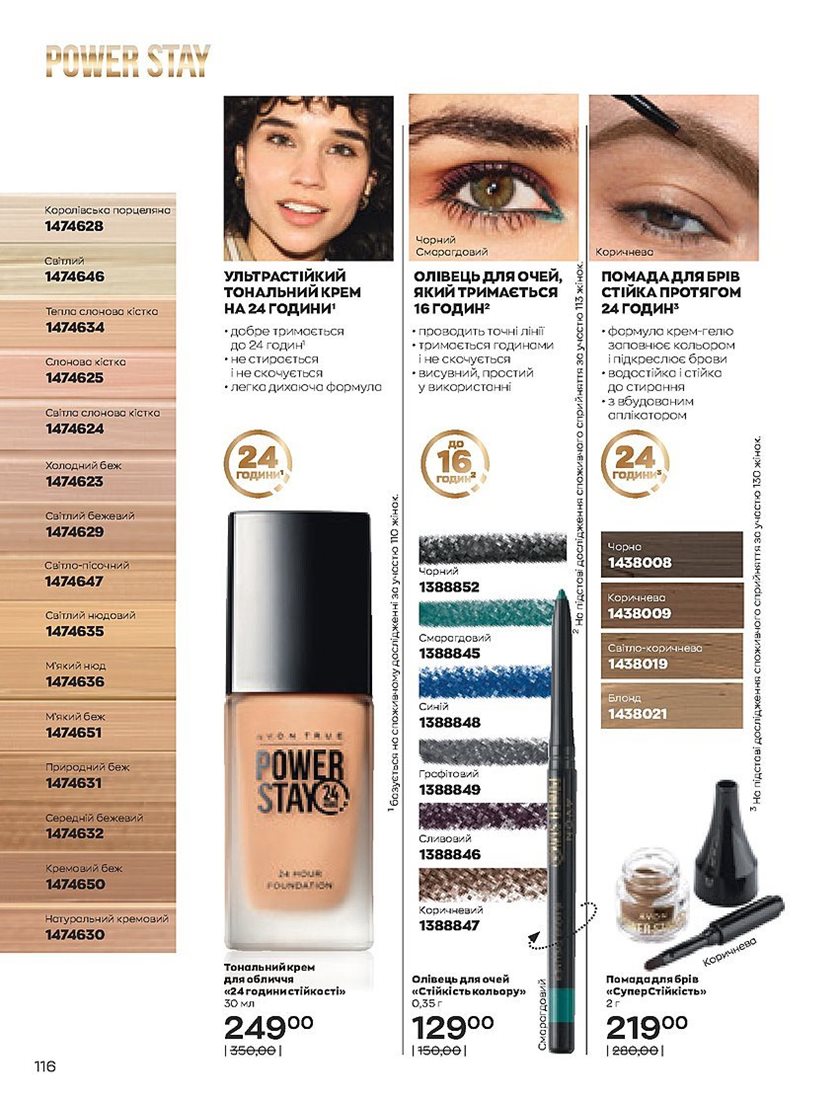 POWER STAY
Королівська порцеляна
1474628
Світлий
1474646
Тепла слонова кістка
1474634
Слонова кістка
1474625
Світла слонова кістка
1474624
Холодний беж
1474623
Світлий бежевий
1474629
Світло-пісочний
1474647
Світлий нюдовий
1474635
М'який нюд
1474636
М'який беж
1474651
Природний беж
1474631
Середній бежевий
1474632
Кремовий беж
1474650
Натуральний кремовий
1474630
УЛЬТРАСТІЙКИЙ
ТОНАЛЬНИЙ КРЕМ
НА 24 ГОДИНИ¹
• добре тримається
до 24 годин¹
• не стирається
і не скочується
• легка дихаюча формула
24
ГОДИНИ¹
AVON TRUE
POWER
STAY 24
24 HOUR
FOUNDATION
¹ базується на споживчому дослідженні за участю 110 жінок.
Тональний крем
для обличчя
«24 години стійкості»
30 мл
249⁰⁰
| 350,00 |
Чорний
Смарагдовий
ОЛІВЕЦЬ ДЛЯ ОЧЕЙ,
ЯКИЙ ТРИМАЄТЬСЯ
16 ГОДИН²
• проводить точні лінії
• тримається годинами
і не скочується
• висувний, простий
у використанні
ДО
16
ГОДИН²
Чорний
1388852
Смарагдовий
1388845
Синій
1388848
Графітовий
1388849
Сливовий
1388846
Коричневий
1388847
² На підставі дослідження споживчого сприйняття за участю 113 жінок.
AVON
Смарагдовий
Олівець для очей
«Стійкість кольору»
0,35 г
129⁰⁰
| 150,00 |
Коричнева
ПОМАДА ДЛЯ БРІВ
СТІЙКА ПРОТЯГОМ
24 ГОДИН³
• формула крем-гелю
заповнює кольором
і підкреслює брови
• водостійка і стійка
до стирання
• з вбудованим
аплікатором
24
ГОДИНИ³
Чорна
1438008
Коричнева
1438009
Світло-коричнева
1438019
Блонд
1438021
³ На підставі дослідження споживчого сприйняття за участю 130 жінок.
AVON
POWER STAY
Коричнева
Помада для брів
«СуперСтійкість»
2 г
219⁰⁰
| 280,00 |
116